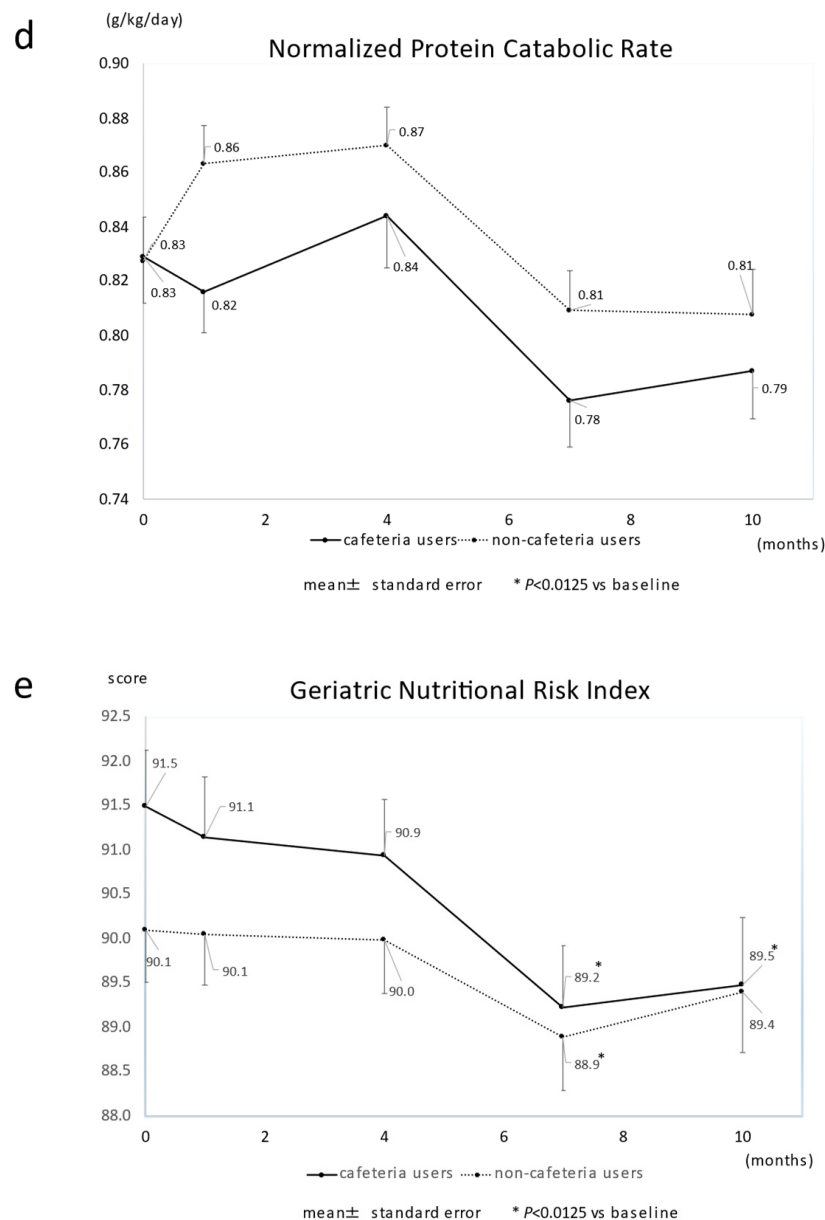 d
(g/kg/day)
Normalized Protein Catabolic Rate
0.90
0.88
0.86
0.84
0.82
0.80
0.78
0.76
0.74
0.83
0.86
0.87
0.81
0.81
0.83
0.82
0.84
0.78
0.79
0 2 4 6 8 10
(months)
cafeteria users non-cafeteria users
mean± standard error * P<0.0125 vs baseline
e
score
Geriatric Nutritional Risk Index
92.5
92.0
91.5
91.0
90.5
90.0
89.5
89.0
88.5
88.0
91.5
91.1
90.9
89.2*
89.5*
90.1
90.1
90.0
88.9*
89.4
0 2 4 6 8 10
(months)
cafeteria users non-cafeteria users
mean± standard error * P<0.0125 vs baseline